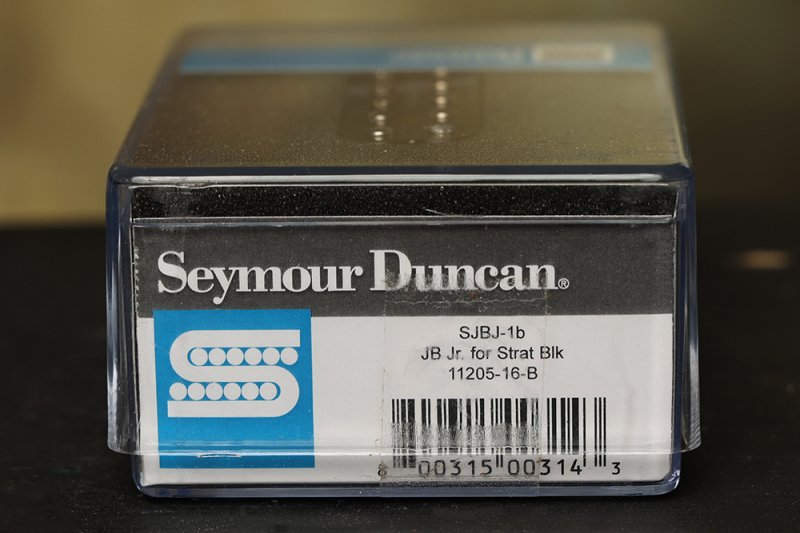 Seymour Duncan®
SJBJ-1b
JB Jr. for Strat Blk
11205-16-B
8 00315 00314 3